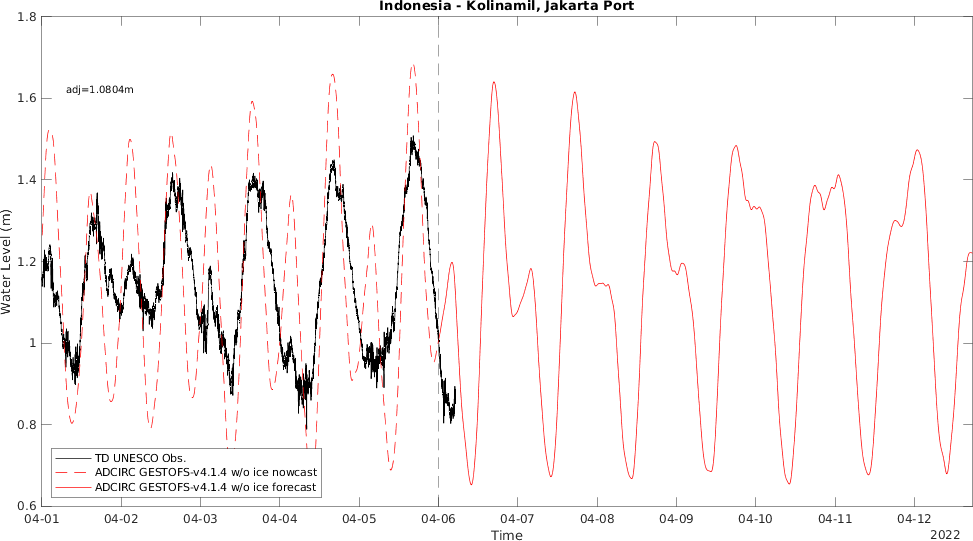 Indonesia - Kolinamil, Jakarta Port
1.8
1.6
1.4
1.2
1
0.8
0.6
Water Level (m)
adj=1.0804m
TD UNESCO Obs.
ADCIRC GESTOFS-v4.1.4 w/o ice nowcast
ADCIRC GESTOFS-v4.1.4 w/o ice forecast
04-01 04-02 04-03 04-04 04-05 04-06 04-07 04-08 04-09 04-10 04-11 04-12
Time
2022